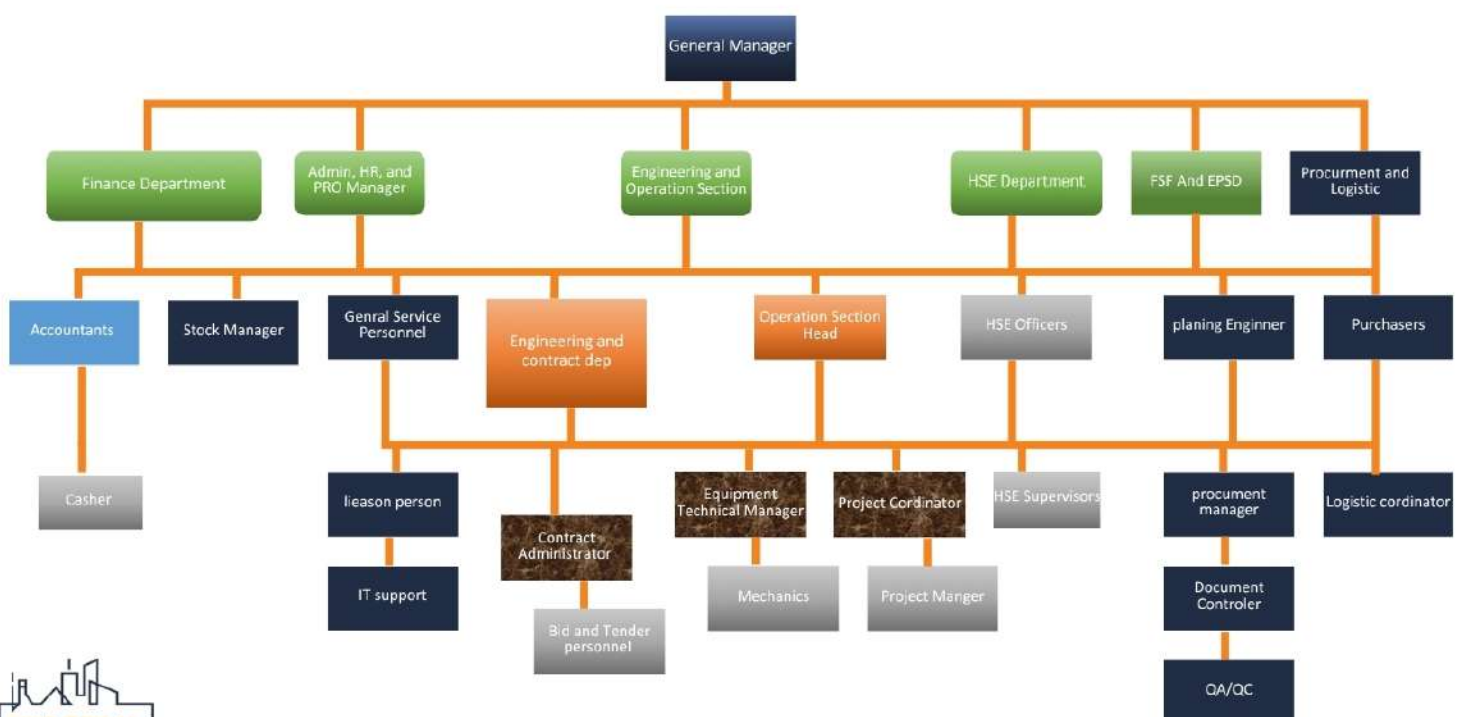 General Manager
Finance Department
Admin, HR, and
PRO Manager
Engineering and
Operation Section
HSE Department
FSF And EPSD
Procurment and
Logistic
Accountants
Stock Manager
Genral Service
Personnel
Engineering and
contract dep
Operation Section
Head
HSE Officers
planing Enginner
Purchasers
Casher
lieason person
Contract
Administrator
Equipment
Technical Manager
Project Cordinator
HSE Supervisors
procument
manager
Logistic cordinator
IT support
Bid and Tender
personnel
Mechanics
Project Manger
Document
Controler
QA/QC